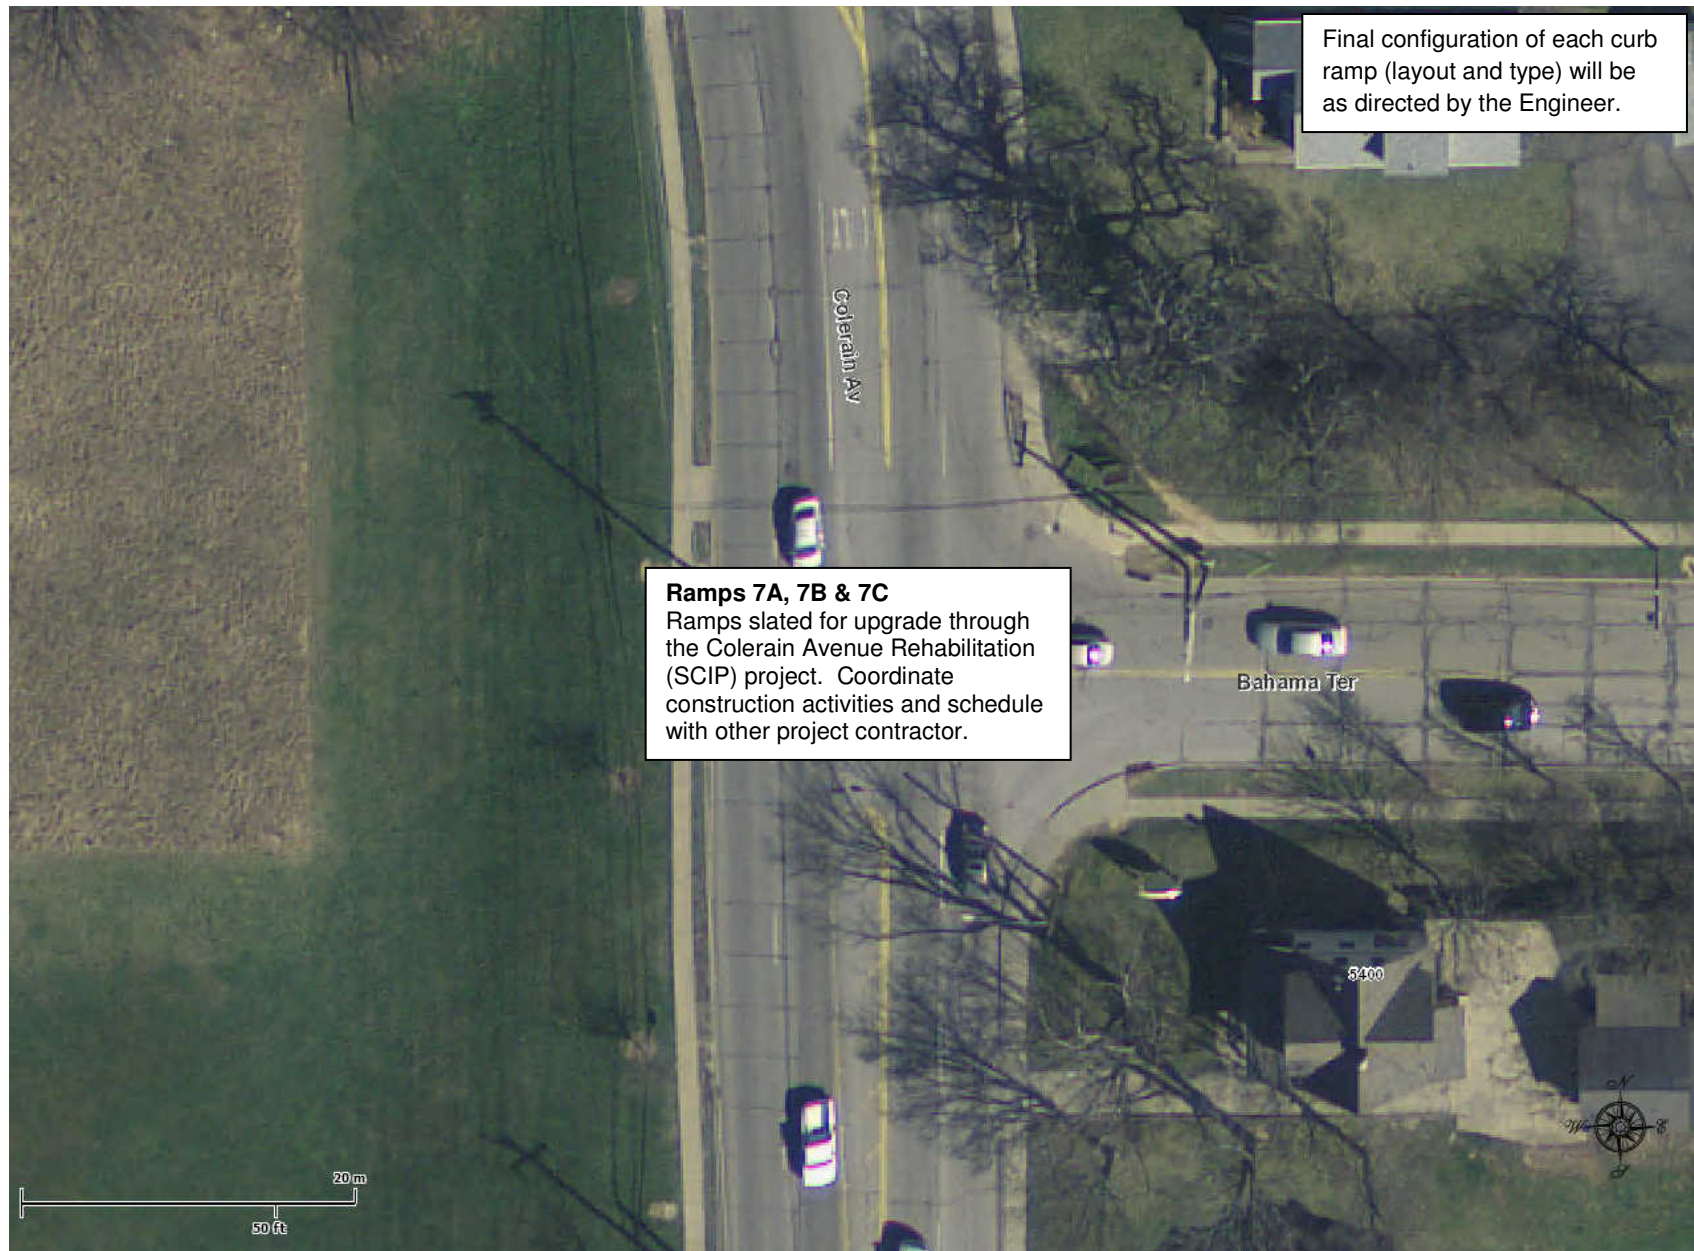 Final configuration of each curb
ramp (layout and type) will be
as directed by the Engineer.
Colerain Av
Ramps 7A, 7B & 7C
Ramps slated for upgrade through
the Colerain Avenue Rehabilitation
(SCIP) project.  Coordinate
construction activities and schedule
with other project contractor.
Bahama Ter
5400
N
W
E
S
20 m
50 ft